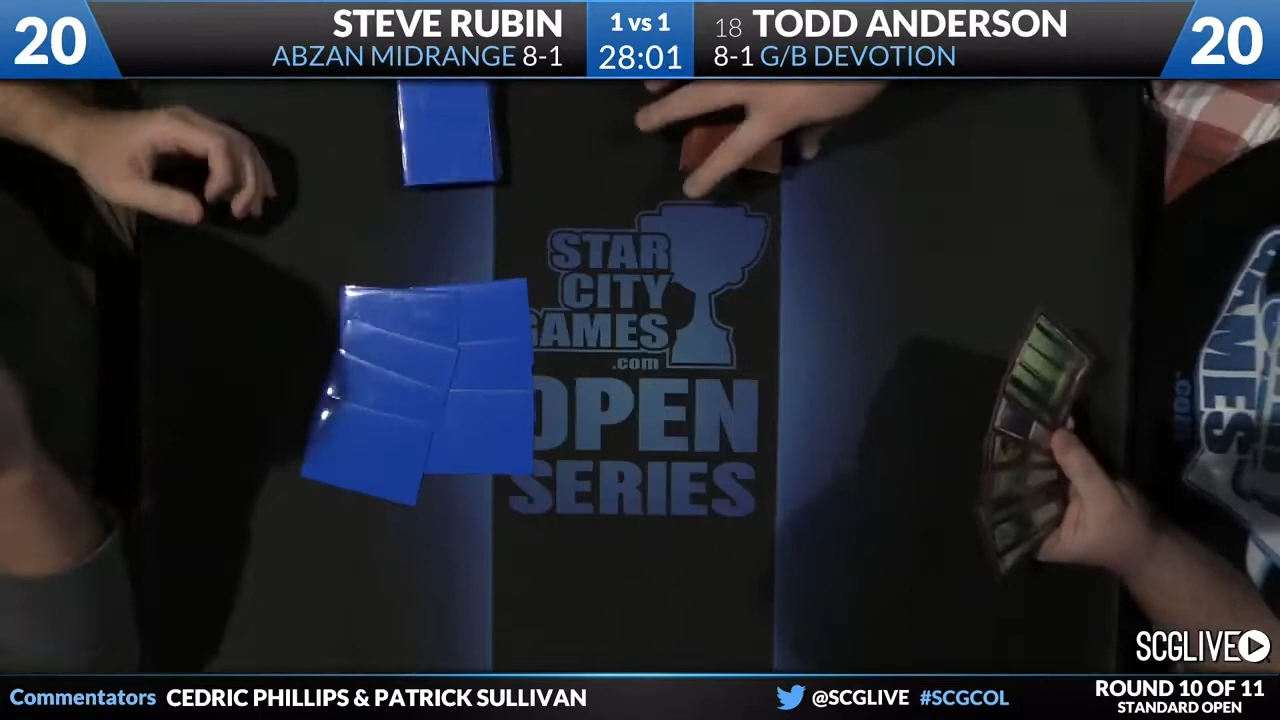 20
STEVE RUBIN
ABZAN MIDRANGE 8-1
1 vs 1
28:01
18 TODD ANDERSON
8-1 G/B DEVOTION
20
STAR
CITY
GAMES
.com
OPEN
SERIES
GAMES
.COM
SCGLIVE
Commentators CEDRIC PHILLIPS & PATRICK SULLIVAN
@SCGLIVE #SCGCOL
ROUND 10 OF 11
STANDARD OPEN